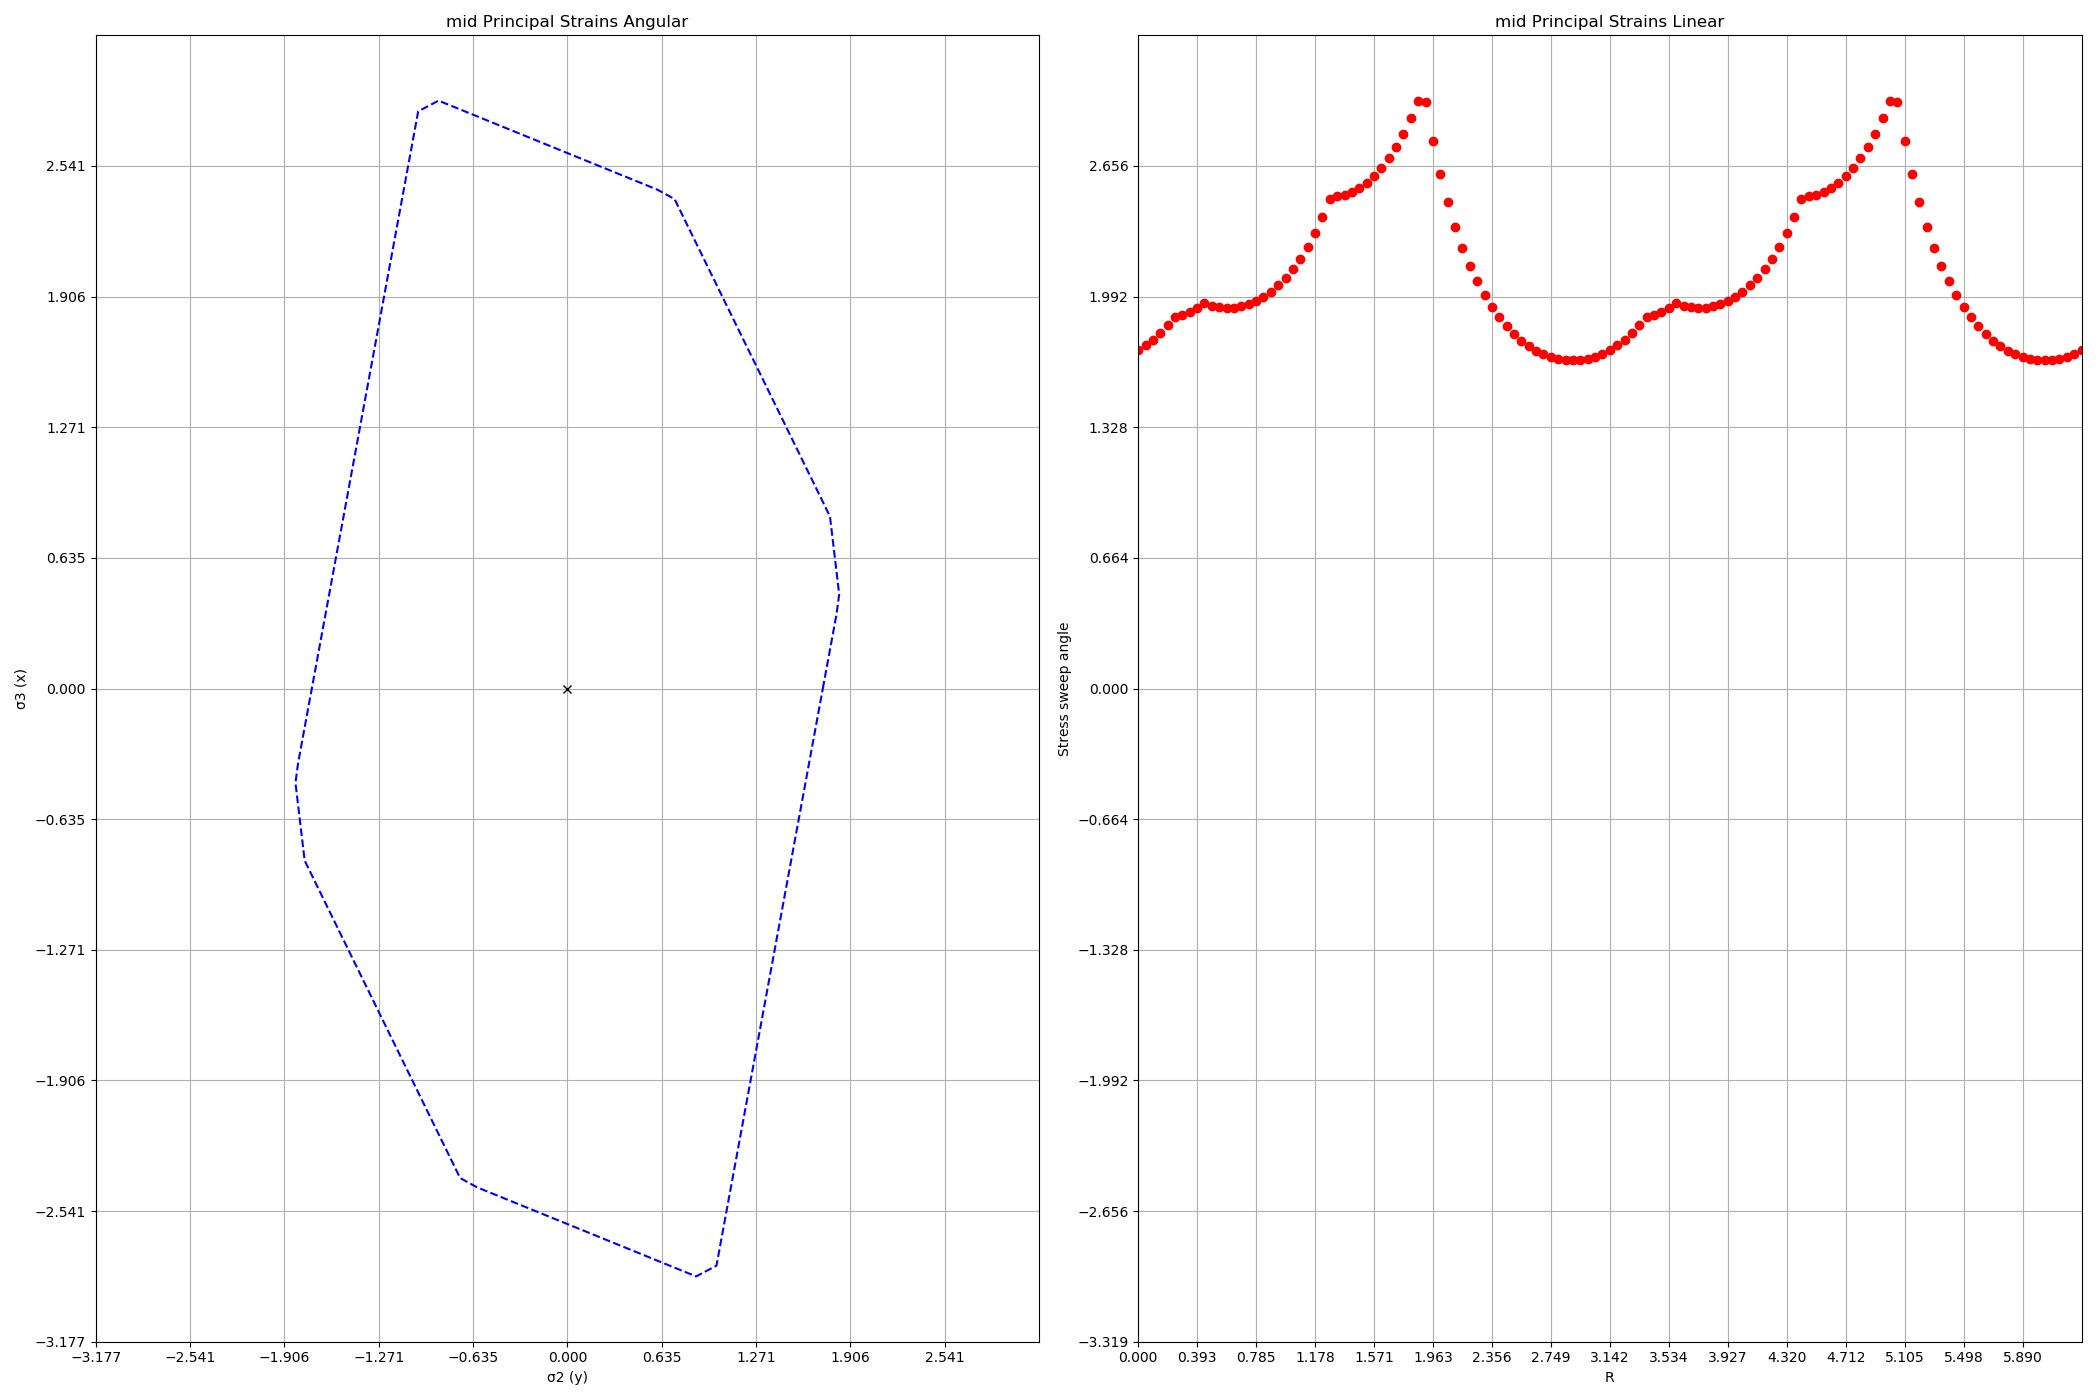 mid Principal Strains Angular
σ3 (x)
2.541
1.906
1.271
0.635
0.000
−0.635
−1.271
−1.906
−2.541
−3.177
−3.177 −2.541 −1.906 −1.271 −0.635 0.000 0.635 1.271 1.906 2.541
σ2 (y)
mid Principal Strains Linear
Stress sweep angle
2.656
1.992
1.328
0.664
0.000
−0.664
−1.328
−1.992
−2.656
−3.319
0.000 0.393 0.785 1.178 1.571 1.963 2.356 2.749 3.142 3.534 3.927 4.320 4.712 5.105 5.498 5.890
R